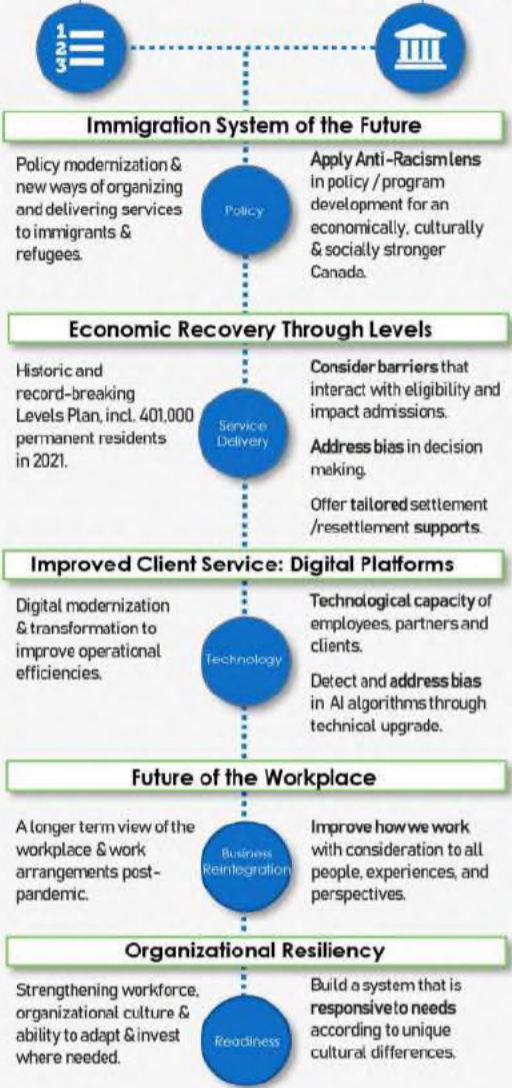 1
2
3
Immigration System of the Future
Policy modernization &
new ways of organizing
and delivering services
to immigrants &
refugees.
Policy
Apply Anti-Racism lens
in policy / program
development for an
economically, culturally
& socially stronger
Canada.
Economic Recovery Through Levels
Historic and
record-breaking
Levels Plan, incl. 401,000
permanent residents
in 2021.
Service
Delivery
Consider barriers that
interact with eligibility and
impact admissions.
Address bias in decision
making.
Offer tailored settlement
/resettlement supports.
Improved Client Service: Digital Platforms
Digital modernization
& transformation to
improve operational
efficiencies.
Technology
Technological capacity of
employees, partners and
clients.
Detect and address bias
in AI algorithms through
technical upgrade.
Future of the Workplace
A longer term view of the
workplace & work
arrangements post-
pandemic.
Business
Reintegration
Improve how we work
with consideration to all
people, experiences, and
perspectives.
Organizational Resiliency
Strengthening workforce,
organizational culture &
ability to adapt & invest
where needed.
Readiness
Build a system that is
responsive to needs
according to unique
cultural differences.